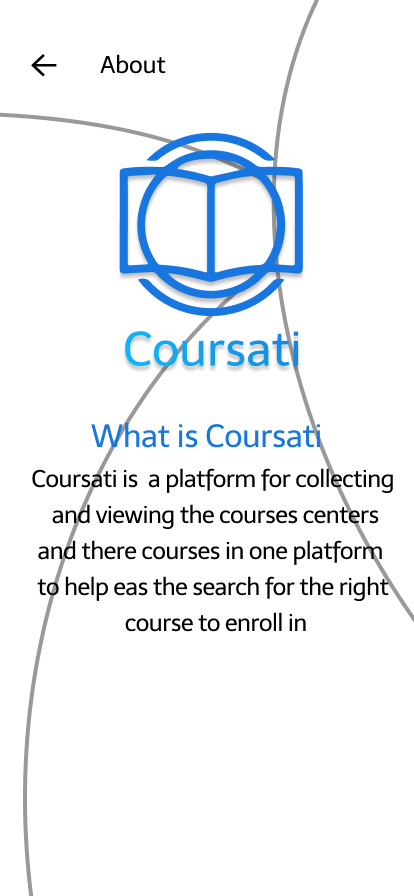 About
Coursati
What is Coursati
Coursati is  a platform for collecting
and viewing the courses centers
and there courses in one platform
to help eas the search for the right
course to enroll in